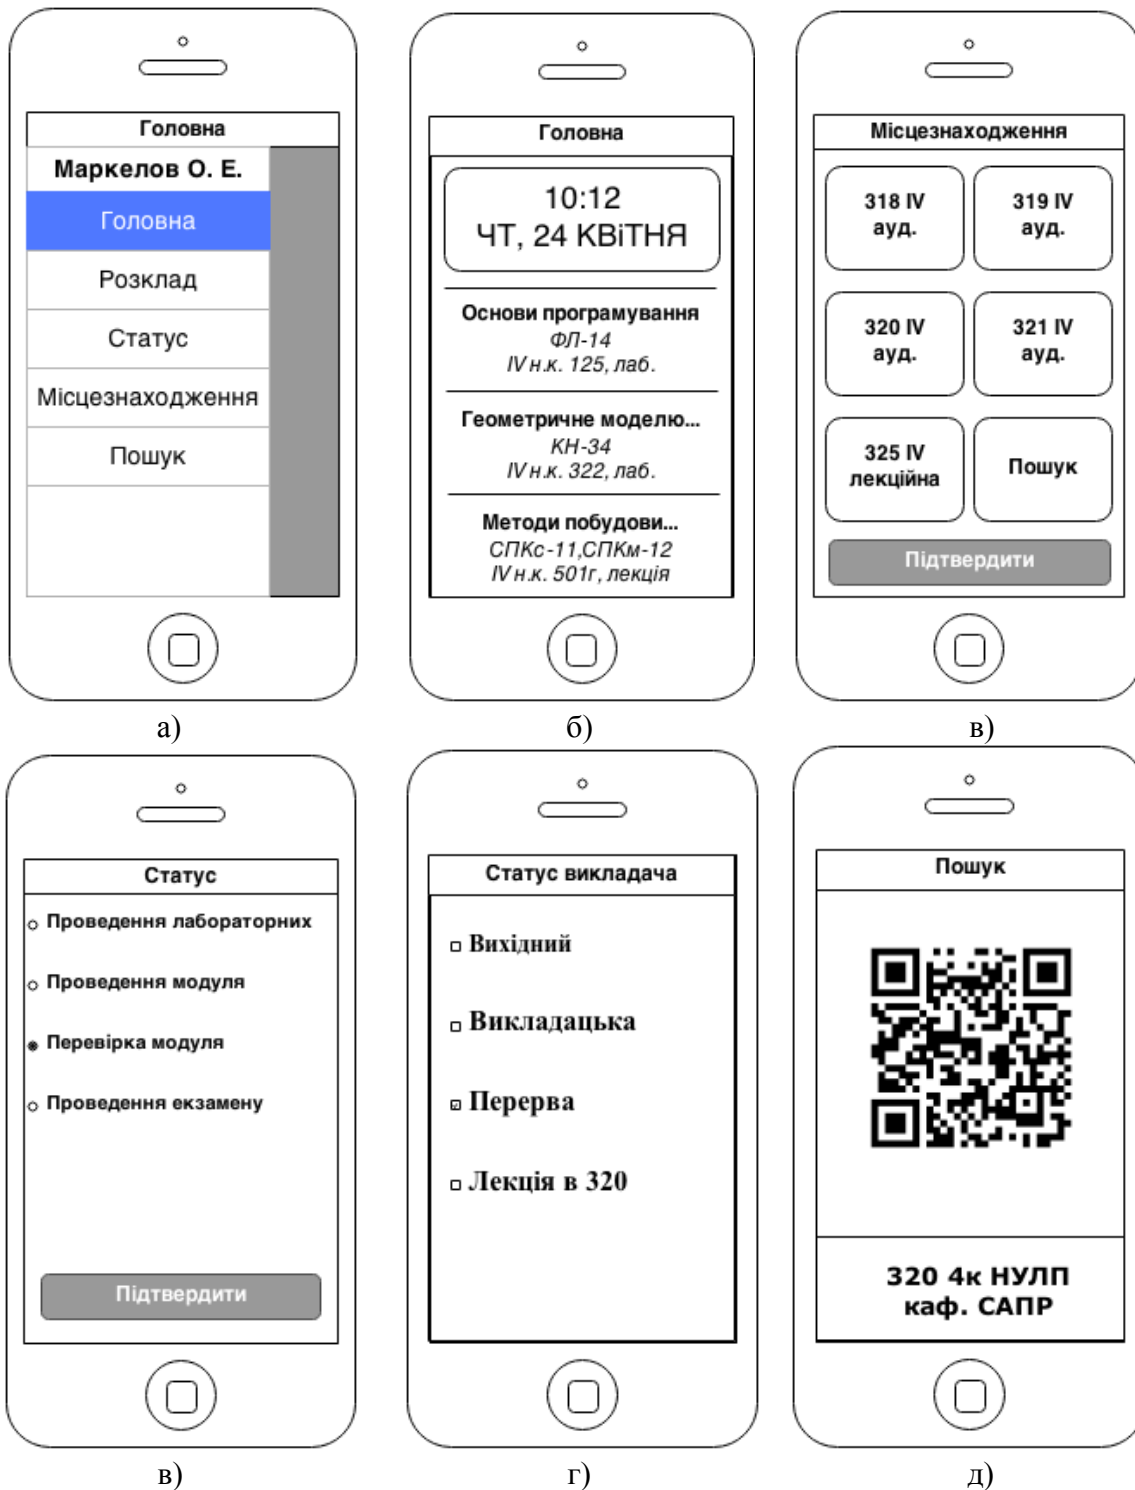 Головна
Маркелов О. Е.
Головна
Розклад
Статус
Місцезнаходження
Пошук
а)
Головна
10:12
ЧТ, 24 КВіТНЯ
Основи програмування
ФЛ-14
IV н.к. 125, лаб.
Геометричне моделю...
КН-34
IV н.к. 322, лаб.
Методи побудови...
СПКс-11,СПКм-12
IV н.к. 501г, лекція
б)
Місцезнаходження
318 IV
ауд.
319 IV
ауд.
320 IV
ауд.
321 IV
ауд.
325 IV
лекційна
Пошук
Підтвердити
в)
Статус
Проведення лабораторних
Проведення модуля
Перевірка модуля
Проведення екзамену
Підтвердити
в)
Статус викладача
Вихідний
Викладацька
Перерва
Лекція в 320
г)
Пошук
320 4к НУЛП
каф. САПР
д)